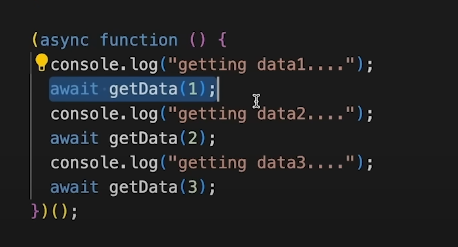 (async function () {
console.log("getting data1....");
await getData(1);
console.log("getting data2....");
await getData(2);
console.log("getting data3....");
await getData(3);
})();